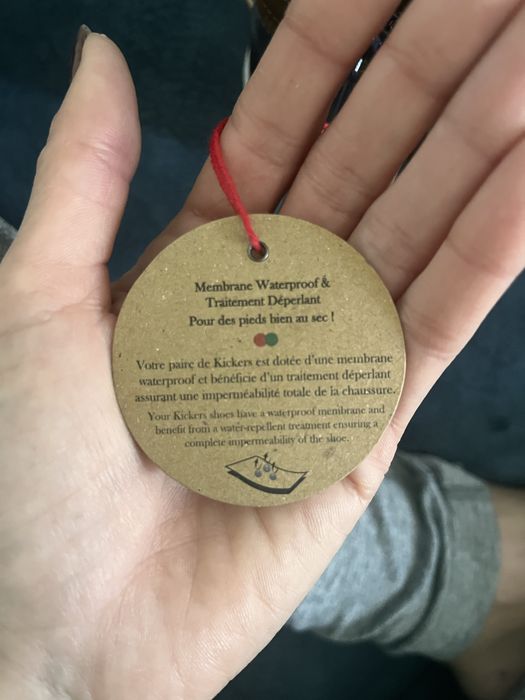 Membrane Waterproof &
Traitement Déperlant
Pour des pieds bien au sec !
Votre paire de Kickers est dotée d'une membrane
waterproof et bénéficie d'un traitement déperlant
assurant une imperméabilité totale de la chaussure.
Your Kickers shoes have a waterproof membrane and
benefit from a water-repellent treatment ensuring a
complete impermeability of the shoe.